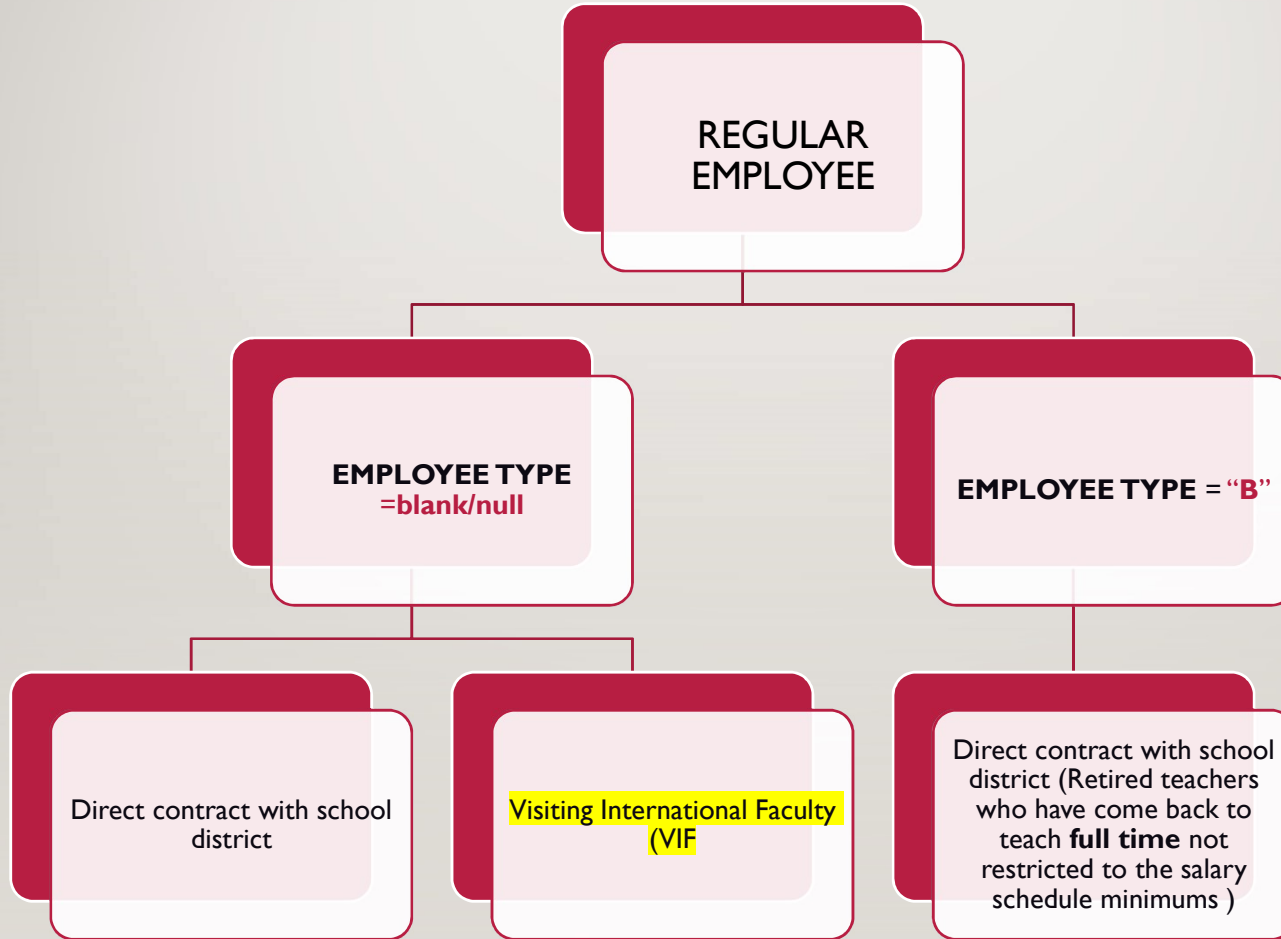 REGULAR
EMPLOYEE
EMPLOYEE TYPE
=blank/null
EMPLOYEE TYPE = “B”
Direct contract with school
district
Visiting International Faculty
(VIF
Direct contract with school
district (Retired teachers
who have come back to
teach full time not
restricted to the salary
schedule minimums )